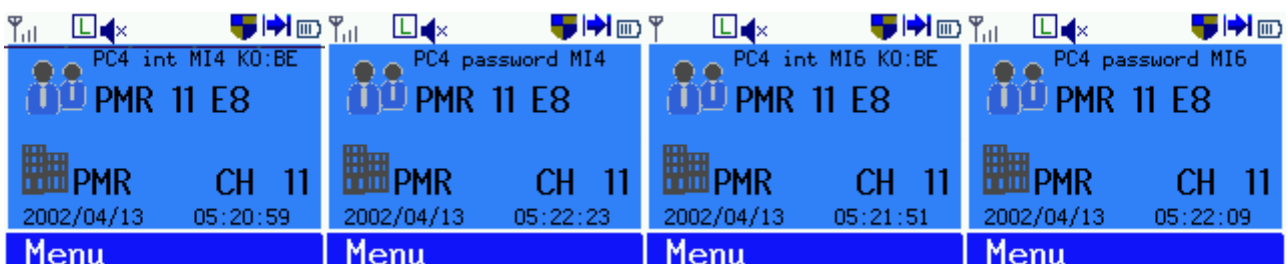 L
PC4 int MI4 K0:BE
PMR 11 E8
PMR CH 11
2002/04/13 05:20:59
Menu
L
PC4 password MI4
PMR 11 E8
PMR CH 11
2002/04/13 05:22:23
Menu
L
PC4 int MI6 K0:BE
PMR 11 E8
PMR CH 11
2002/04/13 05:21:51
Menu
L
PC4 password MI6
PMR 11 E8
PMR CH 11
2002/04/13 05:22:09
Menu